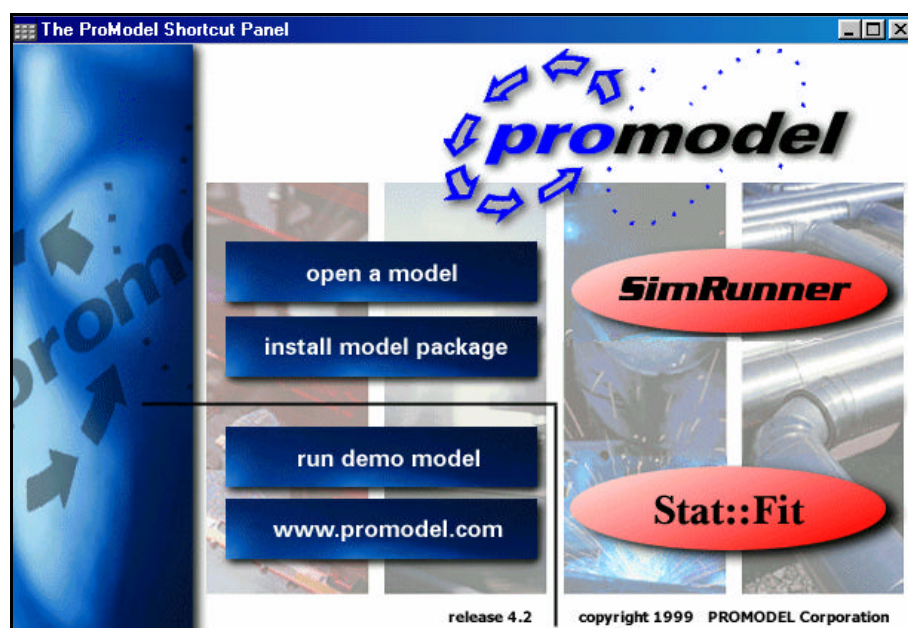 The ProModel Shortcut Panel
promodel
promo
open a model
SimRunner
install model package
run demo model
Stat::Fit
www.promodel.com
release 4.2
copyright 1999 PROMODEL Corporation